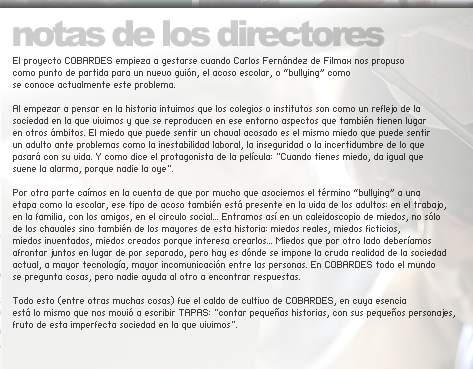 notas de los directores
El proyecto COBARDES empieza a gestarse cuando Carlos Fernández de Filmax nos propuso
como punto de partida para un nuevo guión, el acoso escolar, o "bullying" como
se conoce actualmente este problema.
Al empezar a pensar en la historia intuimos que los colegios o institutos son como un reflejo de la
sociedad en la que vivimos y que se reproducen en ese entorno aspectos que también tienen lugar
en otros ámbitos. El miedo que puede sentir un chaval acosado es el mismo miedo que puede sentir
un adulto ante problemas como la inestabilidad laboral, la inseguridad o la incertidumbre de lo que
pasará con su vida. Y como dice el protagonista de la película: "Cuando tienes miedo, da igual que
suene la alarma, porque nadie la oye".
Por otra parte caímos en la cuenta de que por mucho que asociemos el término "bullying" a una
etapa como la escolar, ese tipo de acoso también está presente en la vida de los adultos: en el trabajo,
en la familia, con los amigos, en el circulo social... Entramos así en un caleidoscopio de miedos, no sólo
de los chavales sino también de los mayores de esta historia: miedos reales, miedos ficticios,
miedos inventados, miedos creados porque interesa crearlos... Miedos que por otro lado deberíamos
afrontar juntos en lugar de por separado, pero hay es dónde se impone la cruda realidad de la sociedad
actual, a mayor tecnología, mayor incomunicación entre las personas. En COBARDES todo el mundo
se pregunta cosas, pero nadie ayuda al otro a encontrar respuestas.
Todo esto (entre otras muchas cosas) fue el caldo de cultivo de COBARDES, en cuya esencia
está lo mismo que nos movió a escribir TAPAS: "contar pequeñas historias, con sus pequeños personajes,
fruto de esta imperfecta sociedad en la que vivimos".